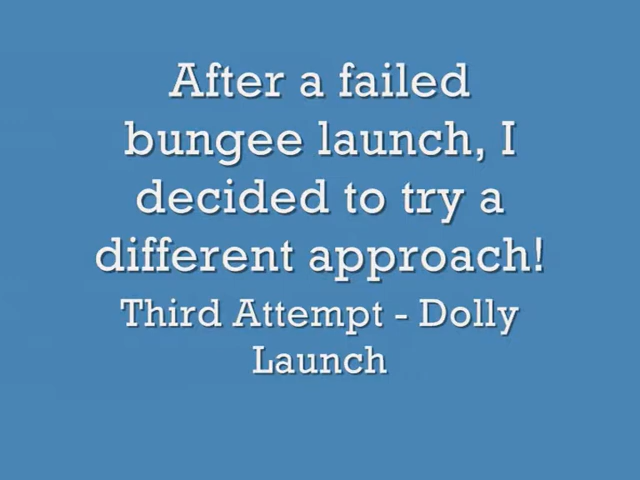 After a failed
bungee launch, I
decided to try a
different approach!
Third Attempt - Dolly
Launch